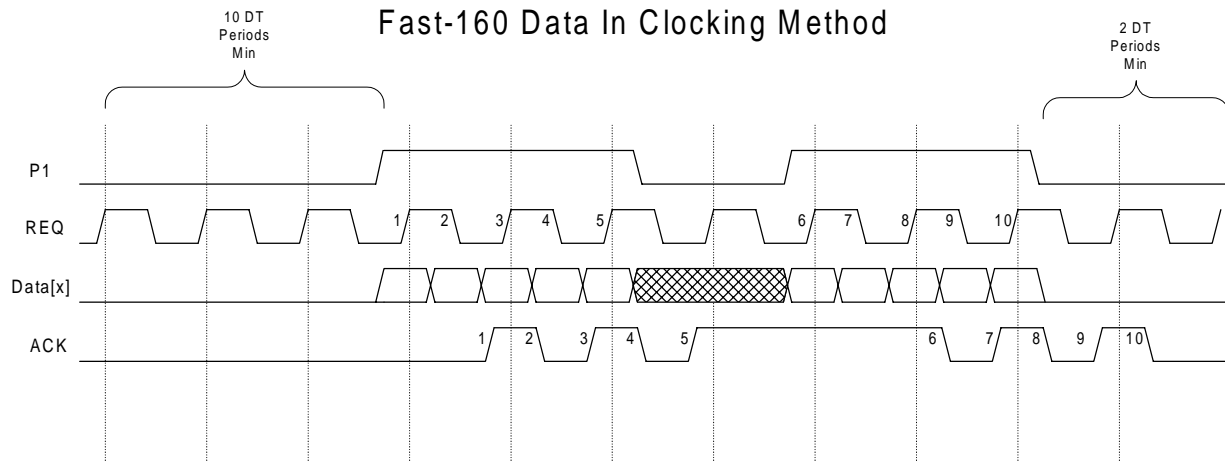 Fast-160 Data In Clocking Method
10 DT
Periods
Min
2 DT
Periods
Min
P1
REQ
1 2 3 4 5 6 7 8 9 10
Data[x]
ACK
1 2 3 4 5 6 7 8 9 10